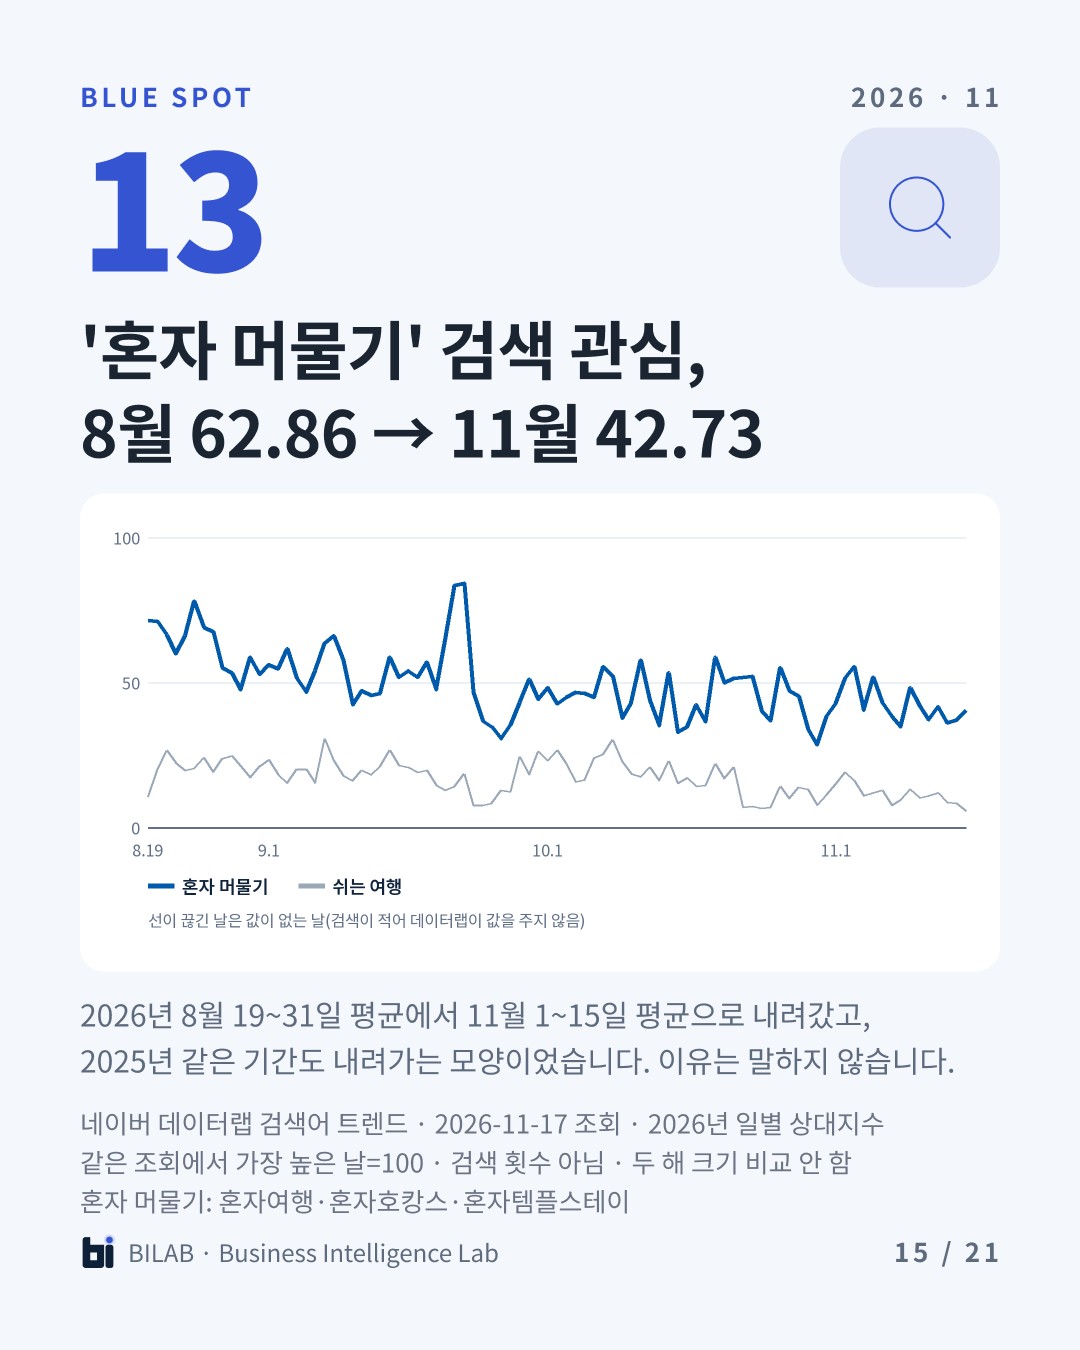 BLUE SPOT
2026 · 11
13
'혼자 머물기' 검색 관심,
8월 62.86 → 11월 42.73
100
50
0
8.19 9.1 10.1 11.1
혼자 머물기 쉬는 여행
선이 끊긴 날은 값이 없는 날(검색이 적어 데이터랩이 값을 주지 않음)
2026년 8월 19~31일 평균에서 11월 1~15일 평균으로 내려갔고,
2025년 같은 기간도 내려가는 모양이었습니다. 이유는 말하지 않습니다.
네이버 데이터랩 검색어 트렌드 · 2026-11-17 조회 · 2026년 일별 상대지수
같은 조회에서 가장 높은 날=100 · 검색 횟수 아님 · 두 해 크기 비교 안 함
혼자 머물기: 혼자여행·혼자호캉스·혼자템플스테이
bi BILAB · Business Intelligence Lab
15 / 21